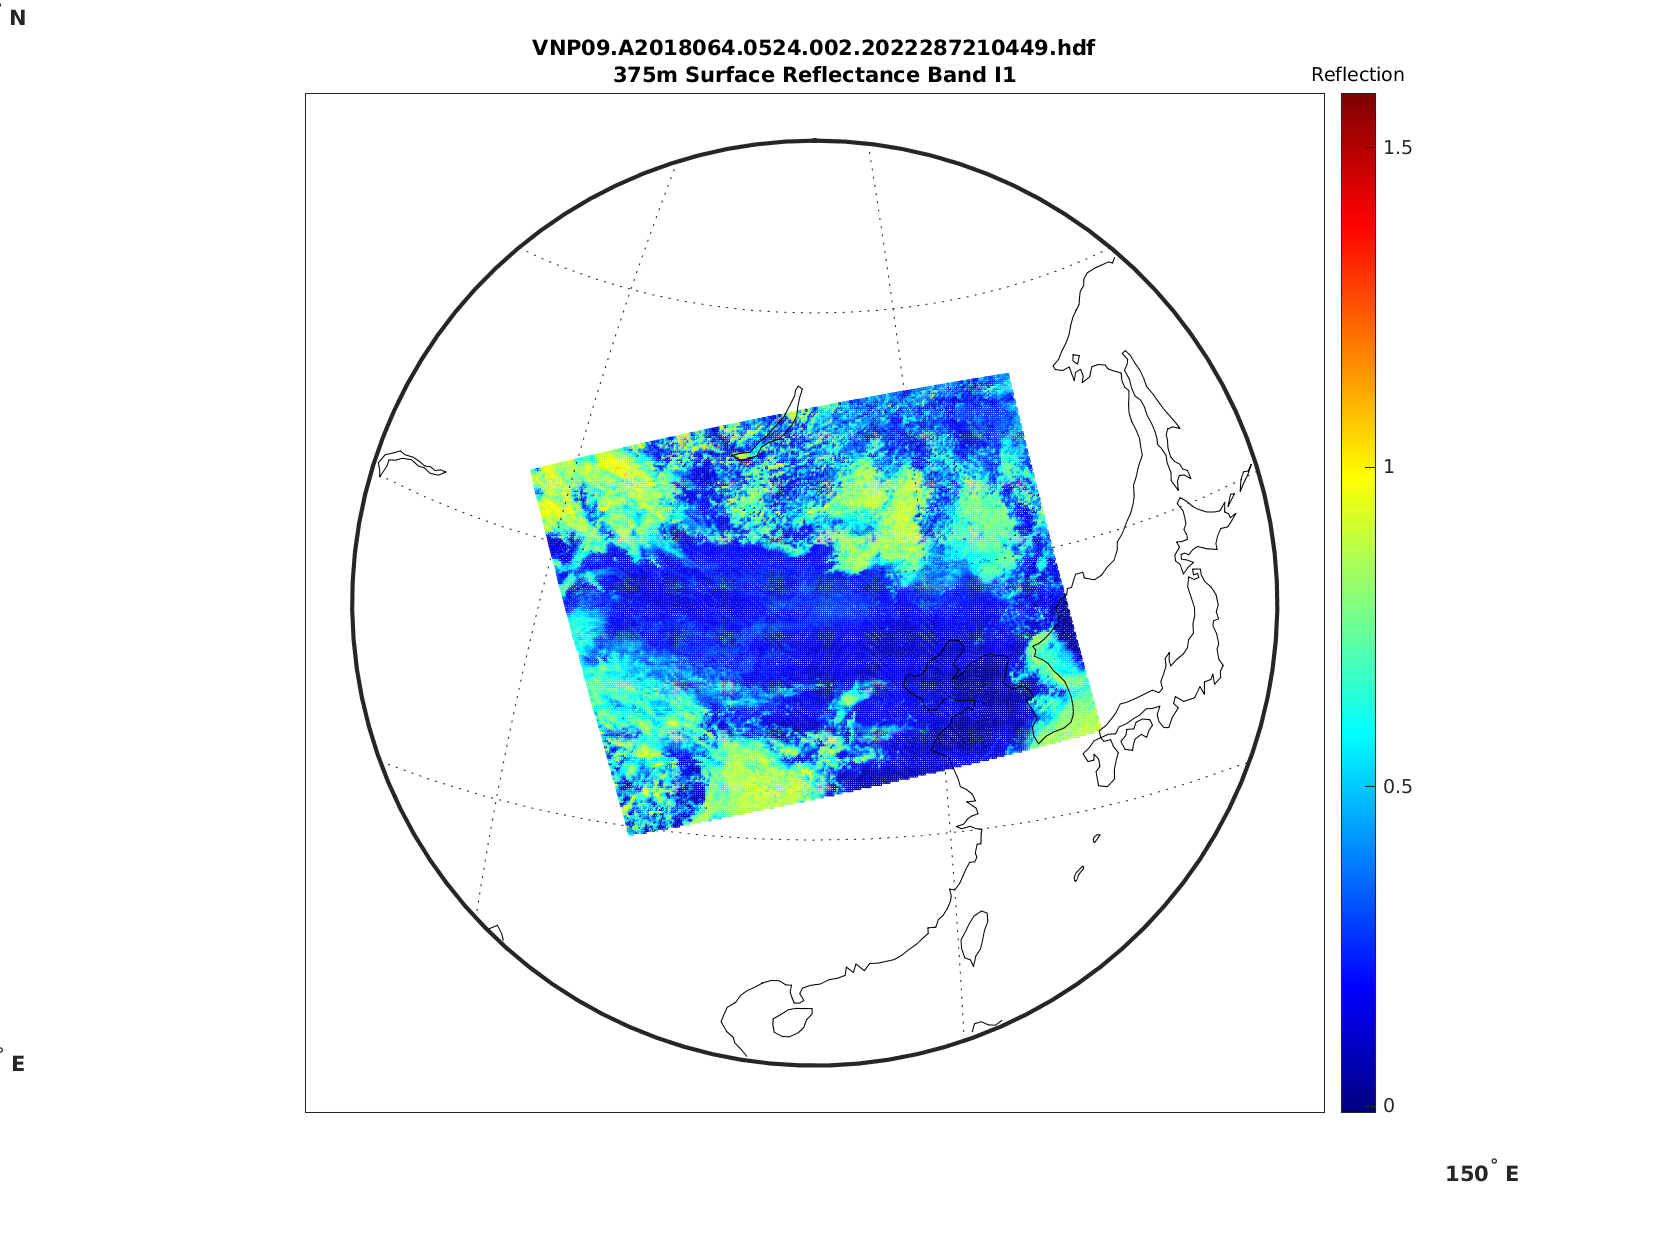 ° N
VNP09.A2018064.0524.002.2022287210449.hdf
375m Surface Reflectance Band I1
Reflection
1.5
1
0.5
0
° E
150° E